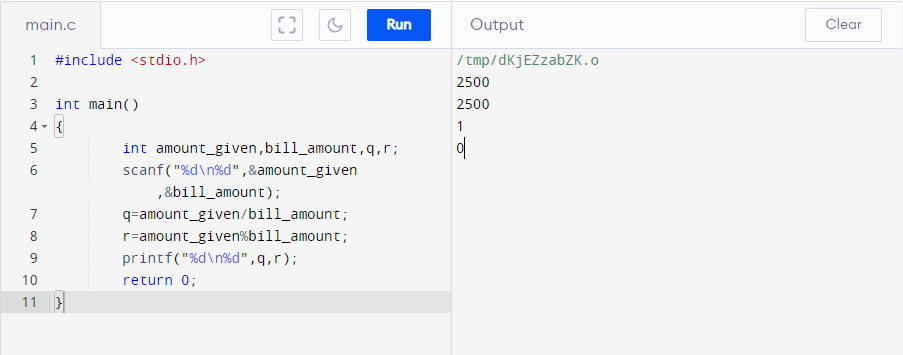 main.c
Run
Output
Clear
1 #include <stdio.h>
2
3 int main()
4 {
5 int amount_given,bill_amount,q,r;
6 scanf("%d\n%d",&amount_given
,&bill_amount);
7 q=amount_given/bill_amount;
8 r=amount_given%bill_amount;
9 printf("%d\n%d",q,r);
10 return 0;
11 }
/tmp/dKjEZzabZK.o
2500
2500
1
0